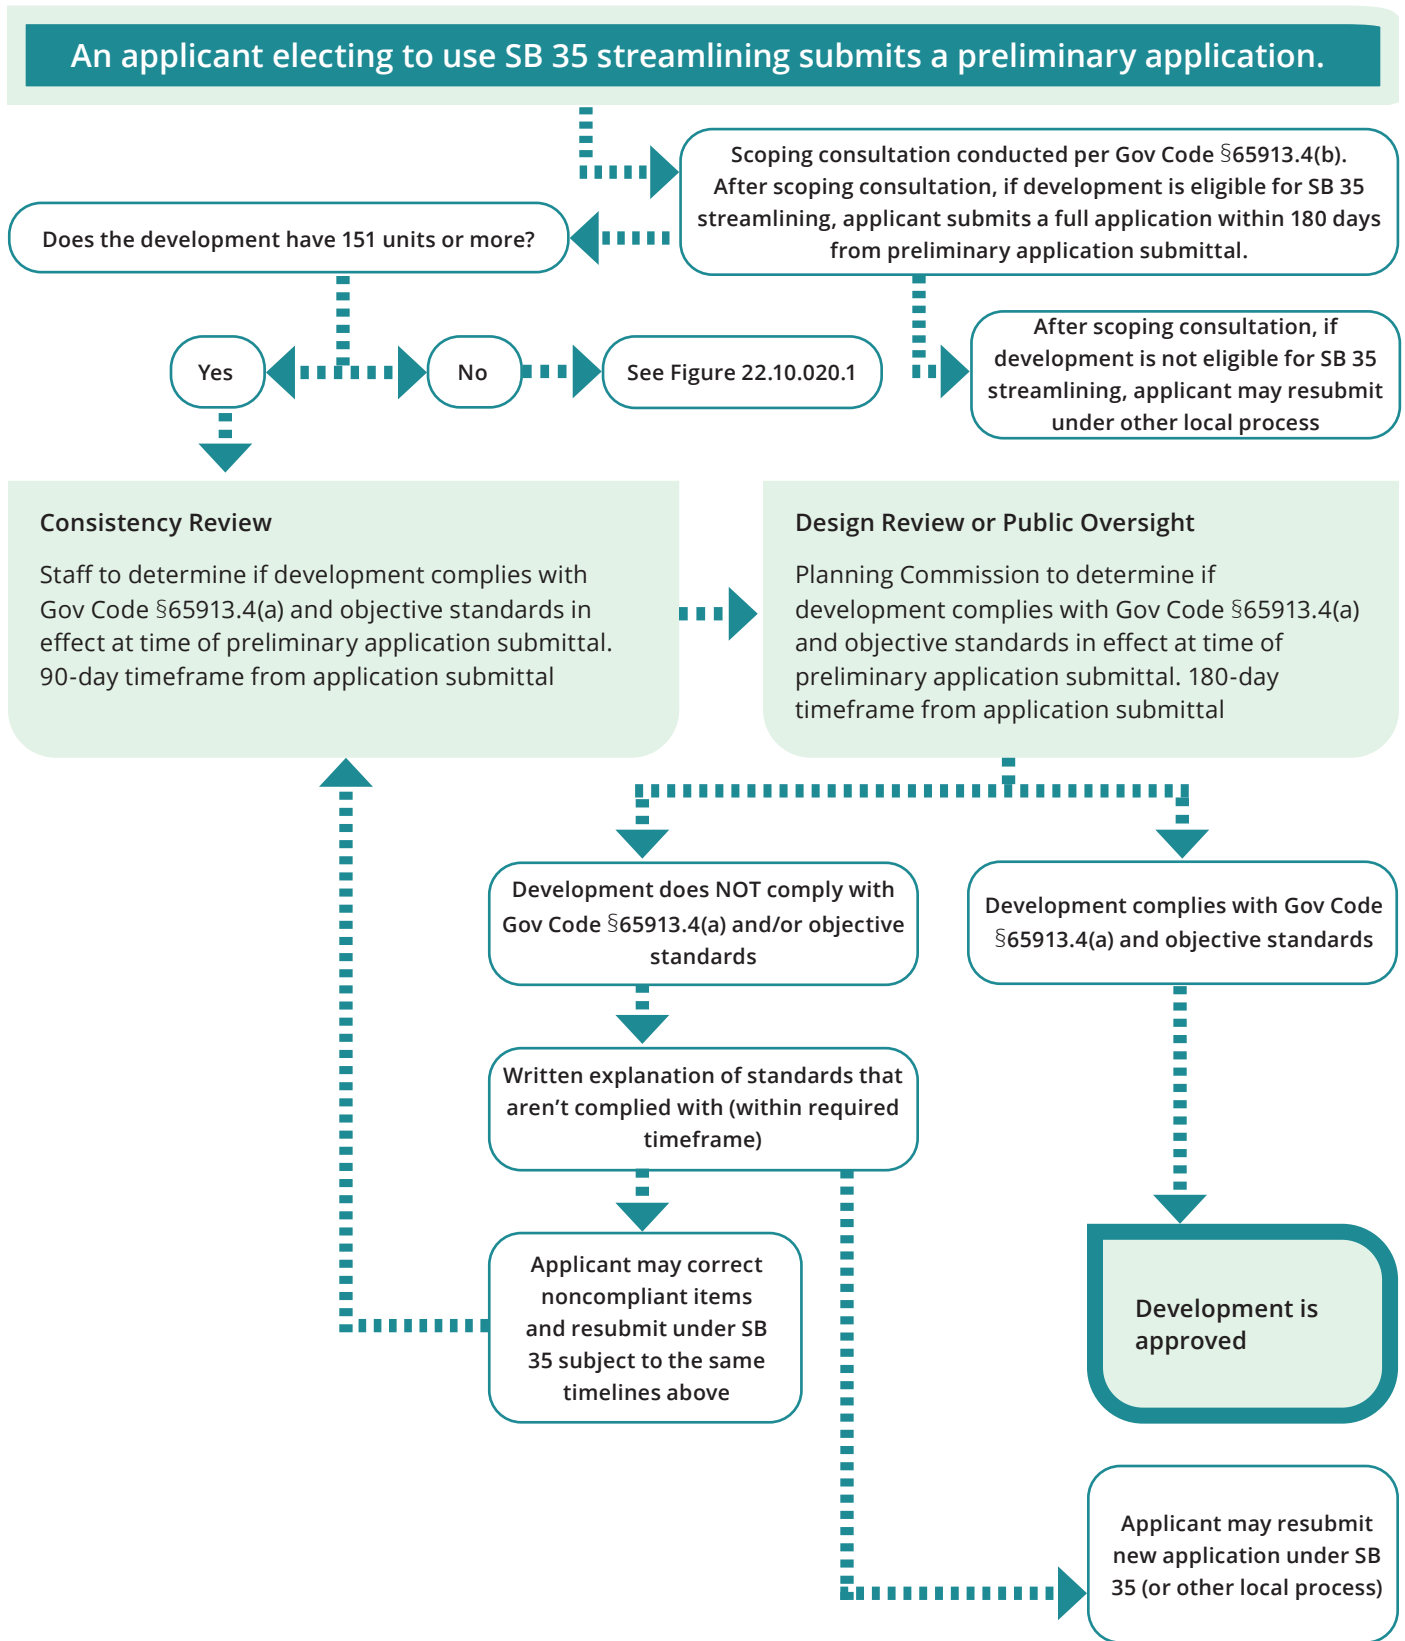 An applicant electing to use SB 35 streamlining submits a preliminary application.
Scoping consultation conducted per Gov Code §65913.4(b).
After scoping consultation, if development is eligible for SB 35
streamlining, applicant submits a full application within 180 days
from preliminary application submittal.
Does the development have 151 units or more?
After scoping consultation, if
development is not eligible for SB 35
streamlining, applicant may resubmit
under other local process
Yes
No
See Figure 22.10.020.1
Consistency Review
Staff to determine if development complies with
Gov Code §65913.4(a) and objective standards in
effect at time of preliminary application submittal.
90-day timeframe from application submittal
Design Review or Public Oversight
Planning Commission to determine if
development complies with Gov Code §65913.4(a)
and objective standards in effect at time of
preliminary application submittal. 180-day
timeframe from application submittal
Development does NOT comply with
Gov Code §65913.4(a) and/or objective
standards
Development complies with Gov Code
§65913.4(a) and objective standards
Written explanation of standards that
aren’t complied with (within required
timeframe)
Applicant may correct
noncompliant items
and resubmit under SB
35 subject to the same
timelines above
Development is
approved
Applicant may resubmit
new application under SB
35 (or other local process)